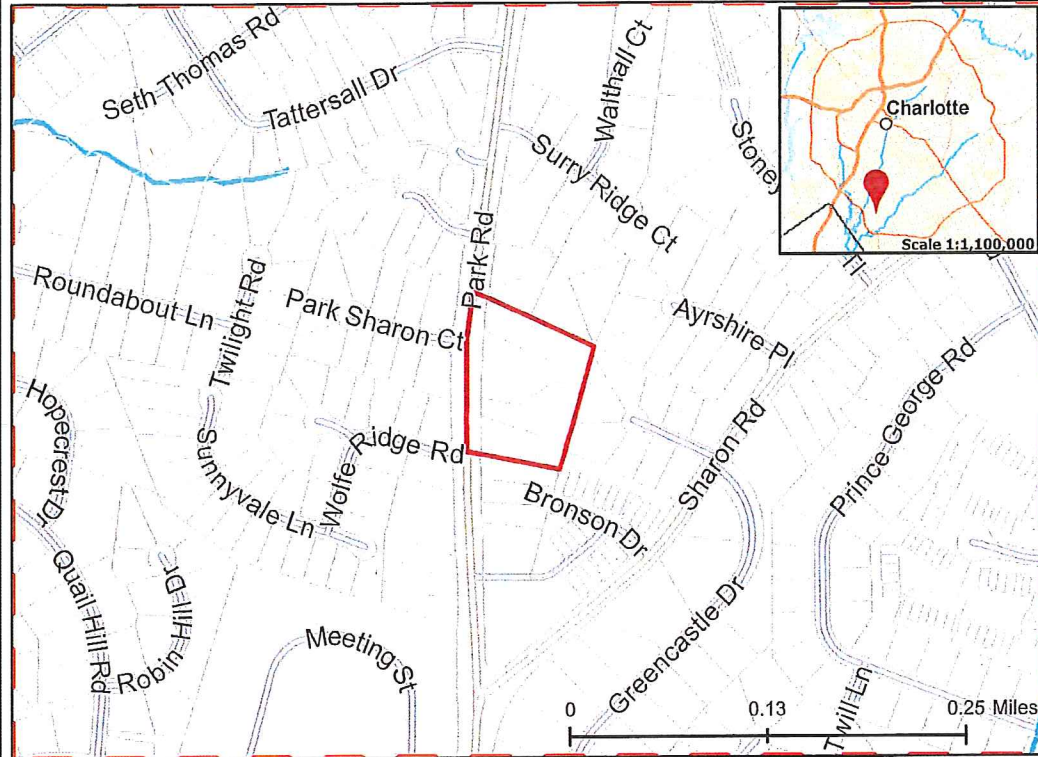 Seth Thomas Rd
Tattersall Dr
Walthall Ct
Stoney
Charlotte
Scale 1:1,100,000
Surry Ridge Ct
Park Rd
Roundabout Ln
Twilight Rd
Park Sharon Ct
Ayrshire Pl
Hopecrest Dr
Sunnyvale Ln
Wolfe Ridge Rd
Sharon Rd
Prince George Rd
Bronson Dr
Quail Hill Rd
Robin Hill Dr
Meeting St
Greencastle Dr
Twill Ln
0 0.13 0.25 Miles